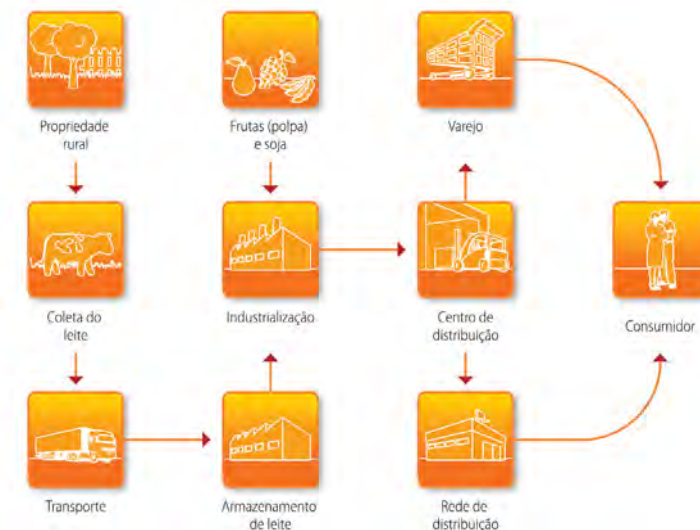 Propriedade
rural
Frutas (polpa)
e soja
Varejo
Coleta do
leite
Industrialização
Centro de
distribuição
Consumidor
Transporte
Armazenamento
de leite
Rede de
distribuição